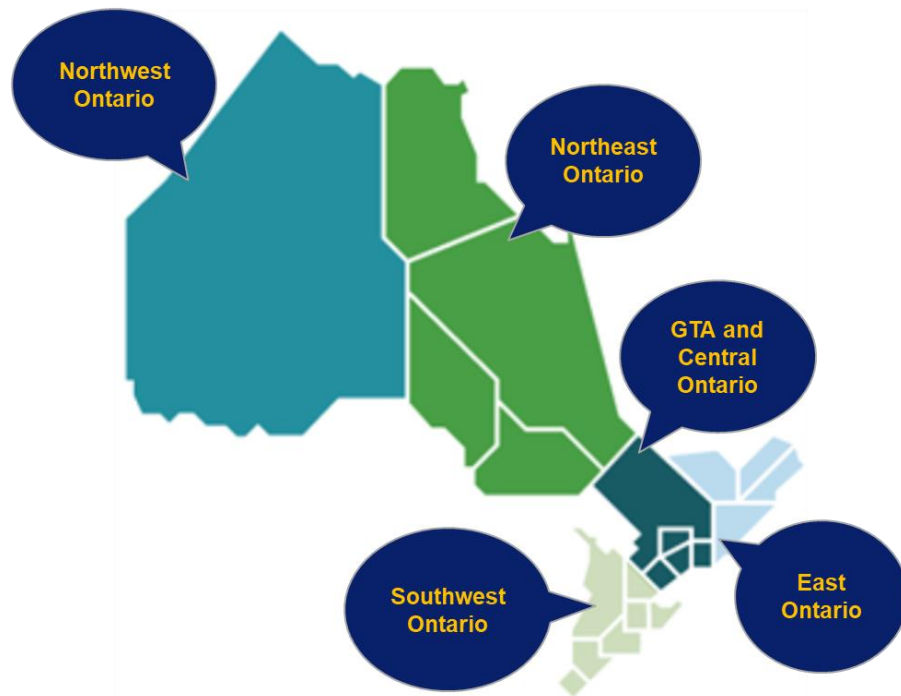 Northwest
Ontario
Northeast
Ontario
GTA and
Central
Ontario
Southwest
Ontario
East
Ontario